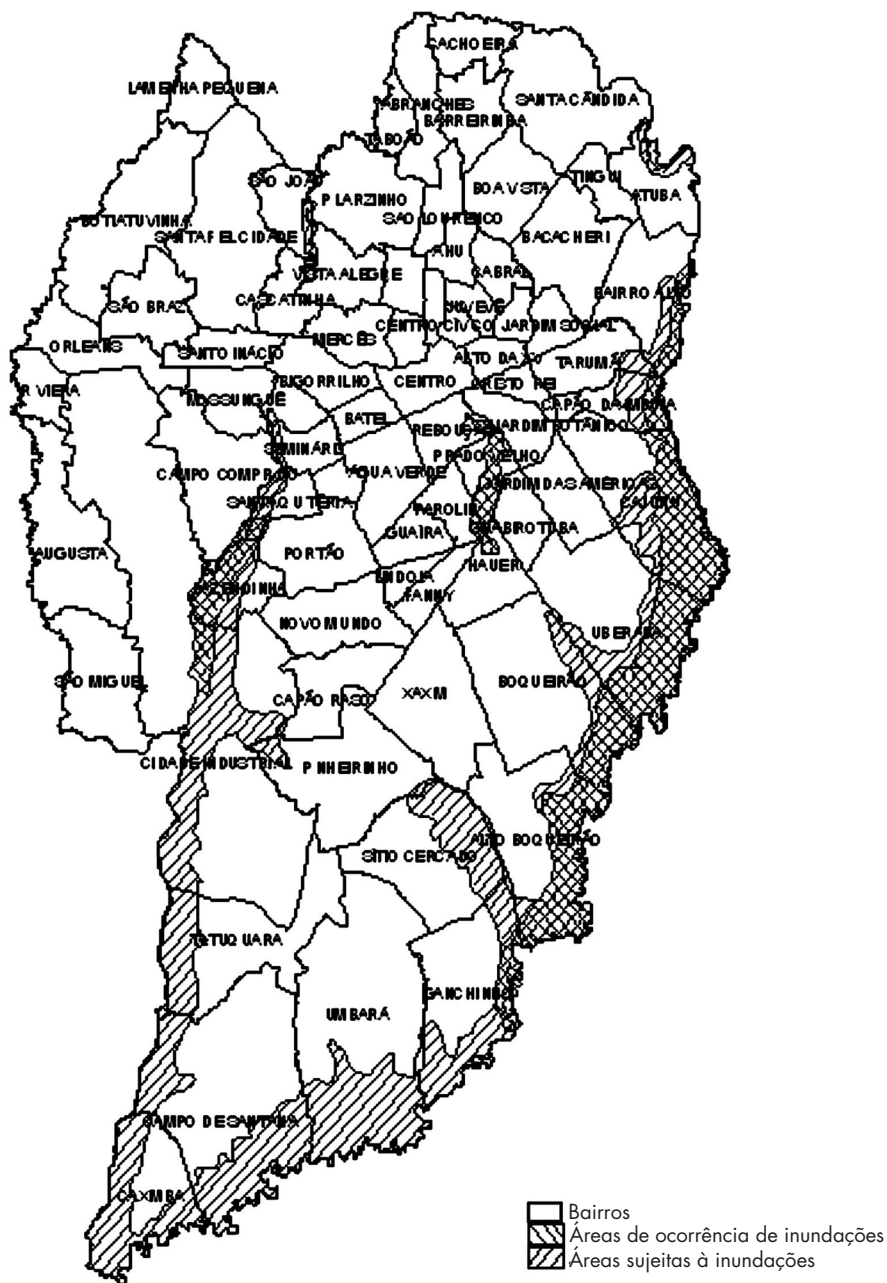 CACHOEIRA
LAMENHA PEQUENA
ABRANCHES
SANTA CÂNDIDA
BARREIRINHA
TABOÃO
SÃO JOÃO
PILARZINHO
BOA VISTA
TINGUI
ATUBA
BUTIATUVINHA
SÃO LOURENÇO
SANTA FELICIDADE
BACACHERI
AHU
VISTA ALEGRE
CABRAL
SÃO BRAZ
CASCATINHA
BAIRRO ALTO
JUVEVÊ
CENTRO CÍVICO
JARDIM SOCIAL
ORLEANS
MERCÊS
SANTO INÁCIO
ALTO DA XV
TARUMÃ
RIVIERA
BIGORRILHO
CENTRO
CRISTO REI
MOSSUNGUÊ
CAPÃO DA IMBUIA
BATEL
REBOUÇAS
JARDIM BOTÂNICO
SEMINÁRIO
PRADO VELHO
CAMPO COMPRIDO
ÁGUA VERDE
JARDIM DAS AMÉRICAS
SANTA QUITÉRIA
PAROLIN
CAJURU
GUAÍRA
GUABIROTUBA
AUGUSTA
PORTÃO
HAUER
FAZENDINHA
LINDÓIA
FANNY
NOVO MUNDO
UBERABA
SÃO MIGUEL
CAPÃO RASO
XAXIM
BOQUEIRÃO
CIDADE INDUSTRIAL
PINHEIRINHO
ALTO BOQUEIRÃO
SÍTIO CERCADO
TATUQUARA
GANCHINHO
UMBARÁ
CAMPO DE SANTANA
CAXIMBA
Bairros
Áreas de ocorrência de inundações
Áreas sujeitas à inundações